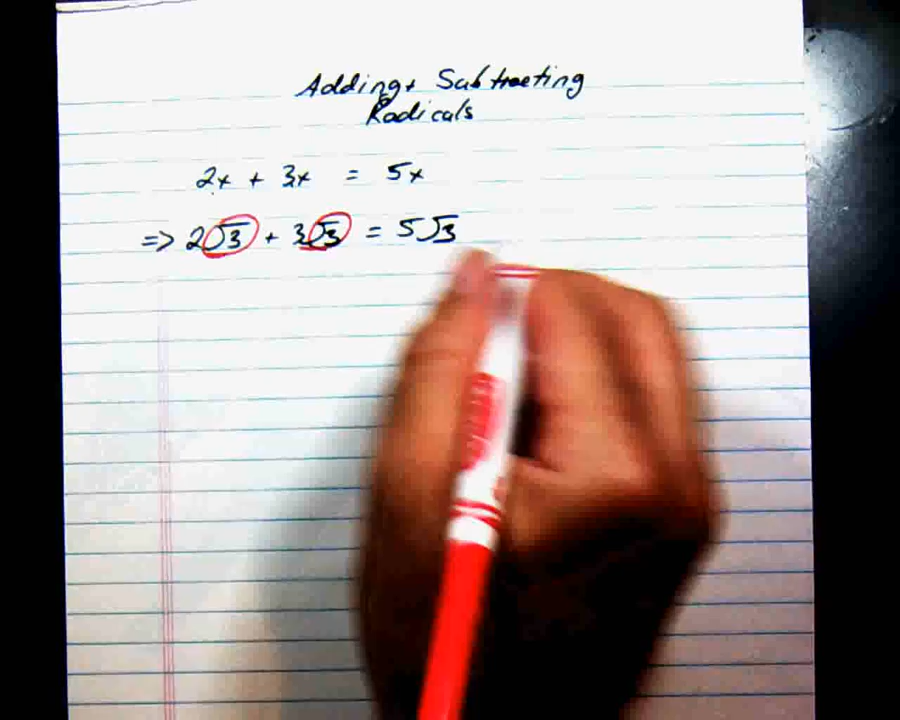 Adding + Subtracting
Radicals
2x + 3x = 5x
=> 2√3 + 3√3 = 5√3